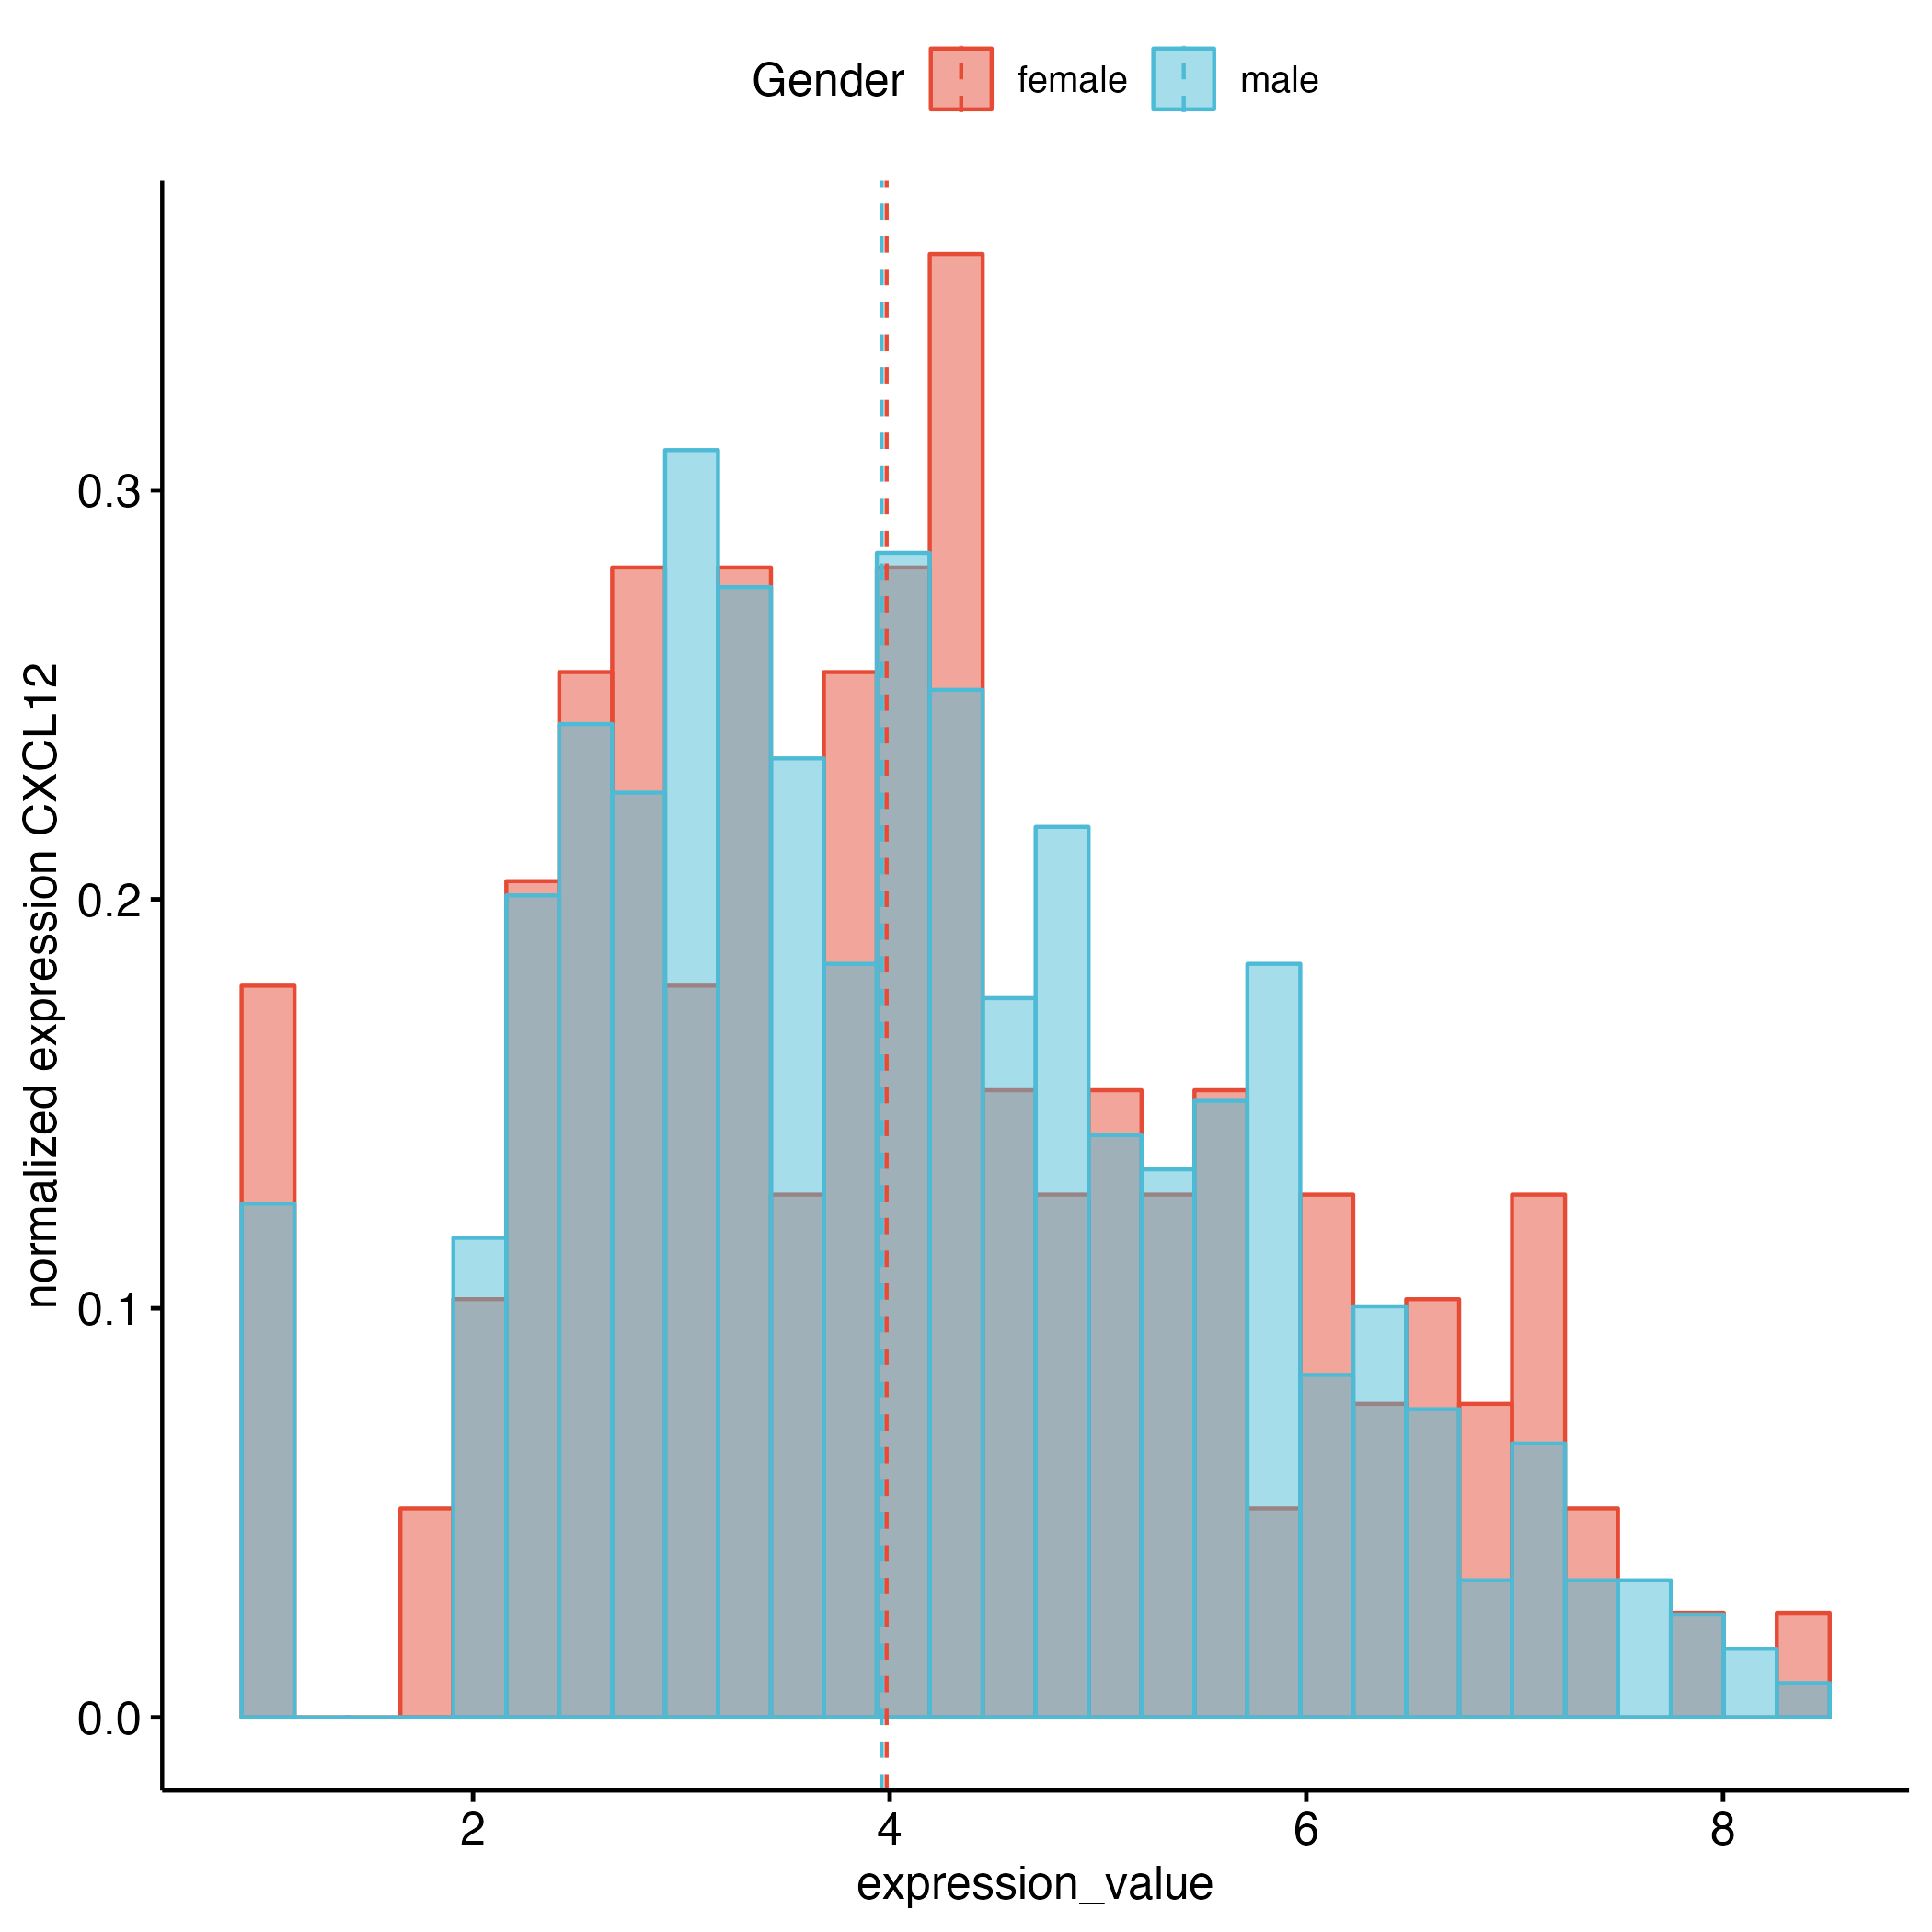 Gender female male
normalized expression CXCL12
0.3
0.2
0.1
0.0
2 4 6 8
expression_value